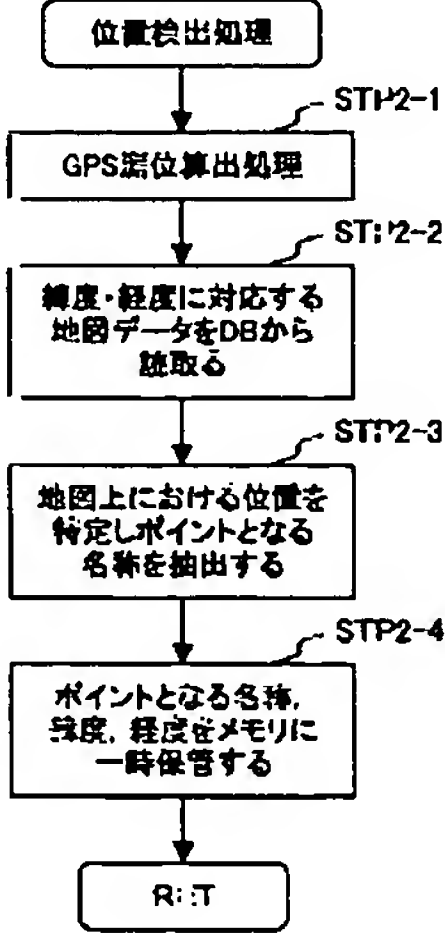 位置検出処理
STP2-1
GPS測位算出処理
STP2-2
緯度・経度に対応する
地図データをDBから
読取る
STP2-3
地図上における位置を
特定しポイントとなる
名称を抽出する
STP2-4
ポイントとなる名称,
緯度, 経度をメモリに
一時保管する
RET